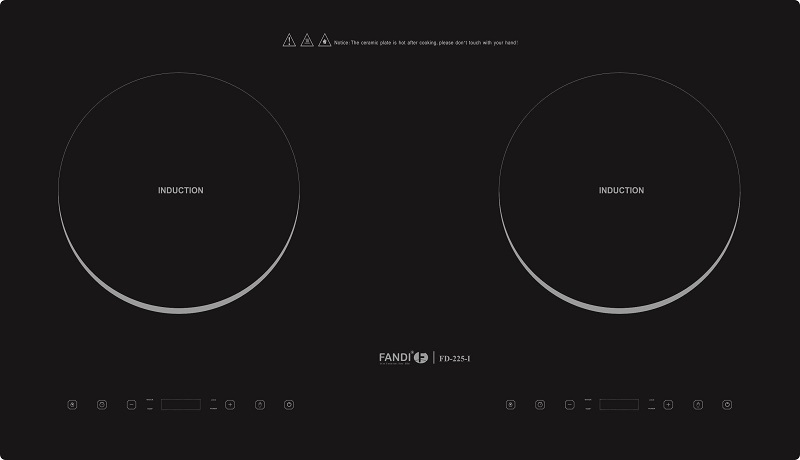 Notice: The ceramic plate is hot after cooking, please don't touch with your hand!
INDUCTION
INDUCTION
FANDI® F | FD-225-I